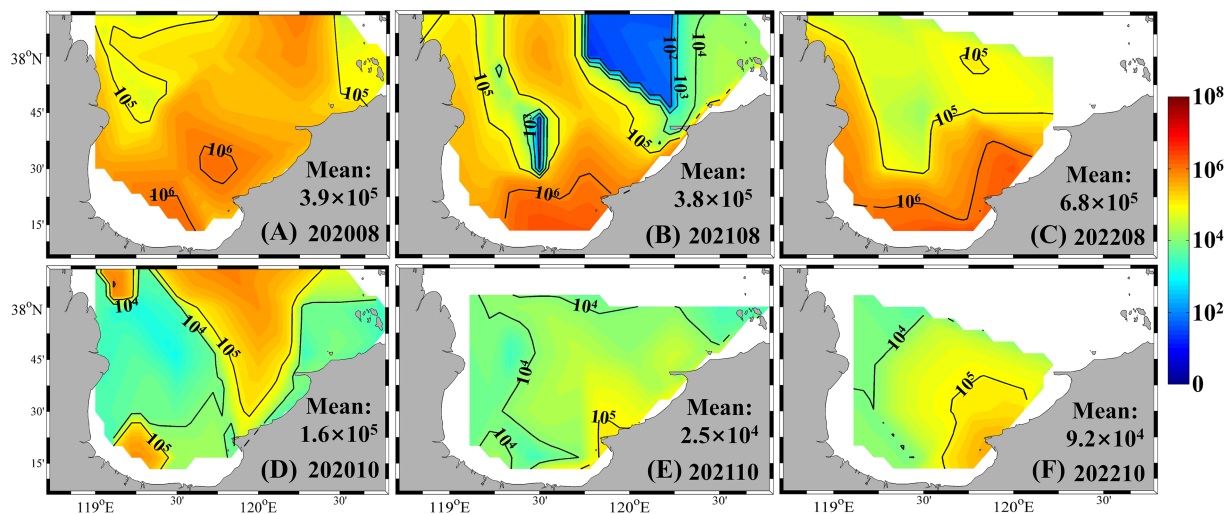 38°N
45'
30'
15'
10⁵
10⁵
10⁶
10⁶
Mean:
3.9×10⁵
(A) 202008
10⁵
10²
10⁴
10³
10⁵
10⁶
Mean:
3.8×10⁵
(B) 202108
10⁵
10⁵
10⁶
Mean:
6.8×10⁵
(C) 202208
10⁸
10⁶
10⁴
10²
0
38°N
45'
30'
15'
10⁴
10⁴
10⁵
10⁵
Mean:
1.6×10⁵
(D) 202010
10⁴
10⁴
10⁴
10⁵
Mean:
2.5×10⁴
(E) 202110
10⁴
10⁵
Mean:
9.2×10⁴
(F) 202210
119°E
30'
120°E
30'
119°E
30'
120°E
30'
119°E
30'
120°E
30'